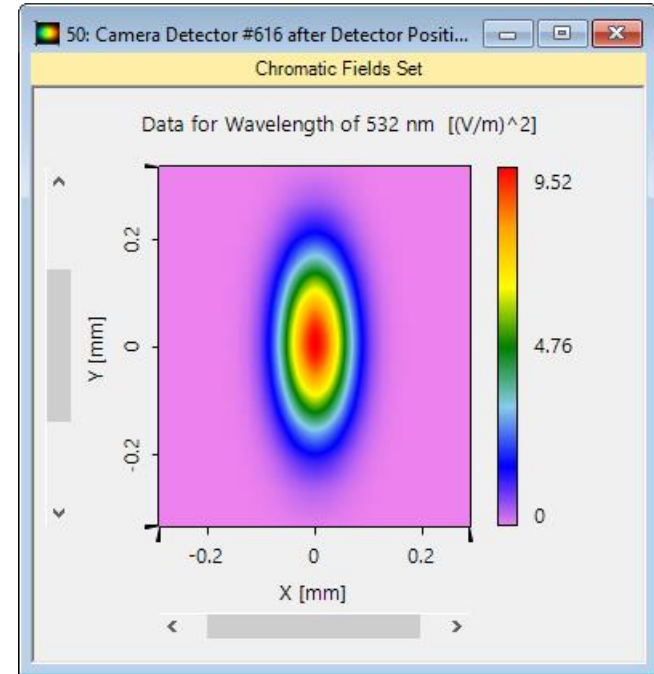 50: Camera Detector #616 after Detector Positi...
Chromatic Fields Set
Data for Wavelength of 532 nm  [(V/m)^2]
9.52
4.76
0
Y [mm]
0.2
0
-0.2
-0.2
0
0.2
X [mm]